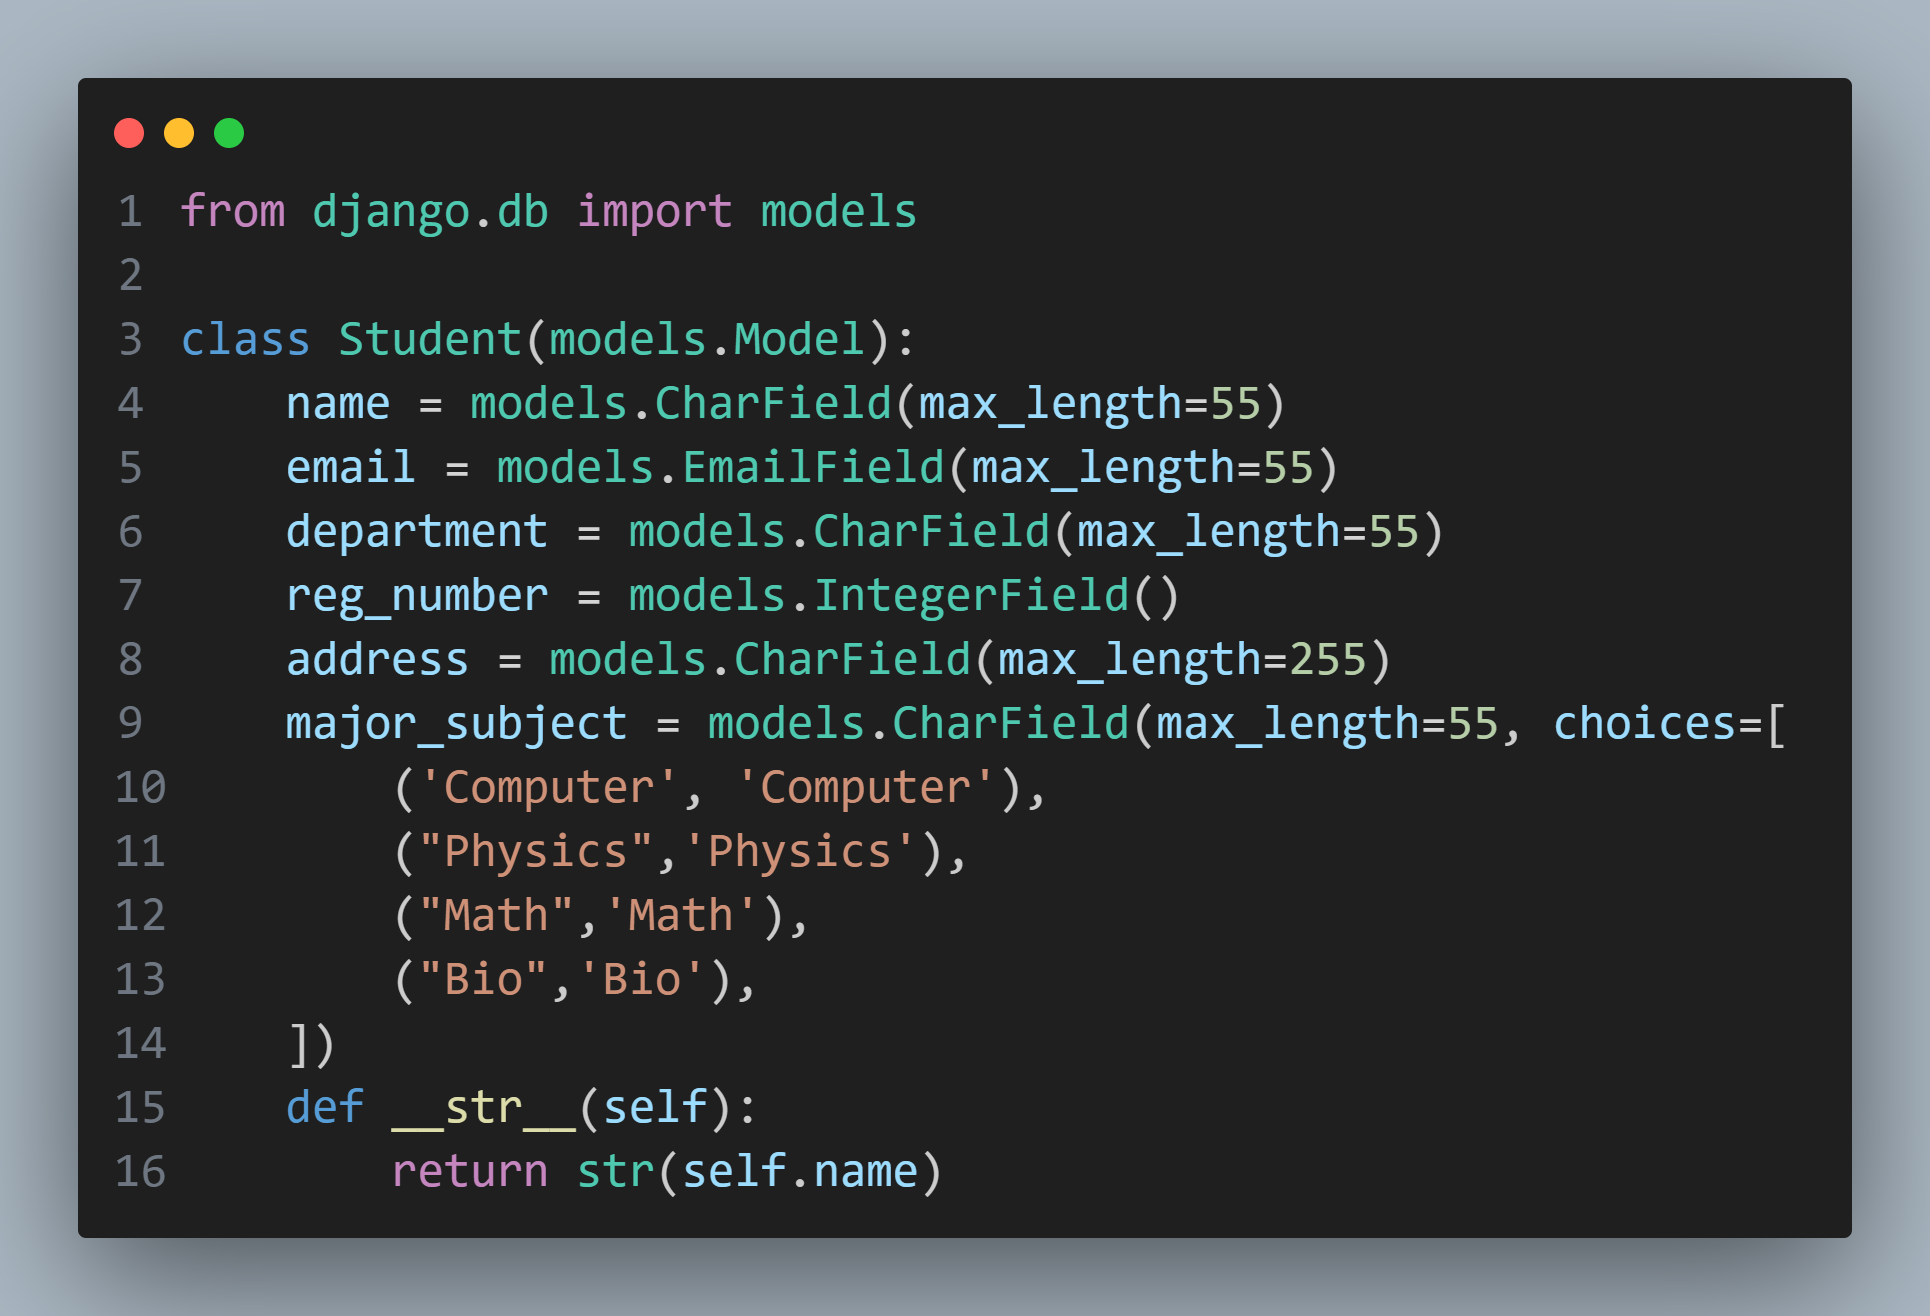 1 from django.db import models
2
3 class Student(models.Model):
4     name = models.CharField(max_length=55)
5     email = models.EmailField(max_length=55)
6     department = models.CharField(max_length=55)
7     reg_number = models.IntegerField()
8     address = models.CharField(max_length=255)
9     major_subject = models.CharField(max_length=55, choices=[
10         ('Computer', 'Computer'),
11         ("Physics",'Physics'),
12         ("Math",'Math'),
13         ("Bio",'Bio'),
14     ])
15     def __str__(self):
16         return str(self.name)